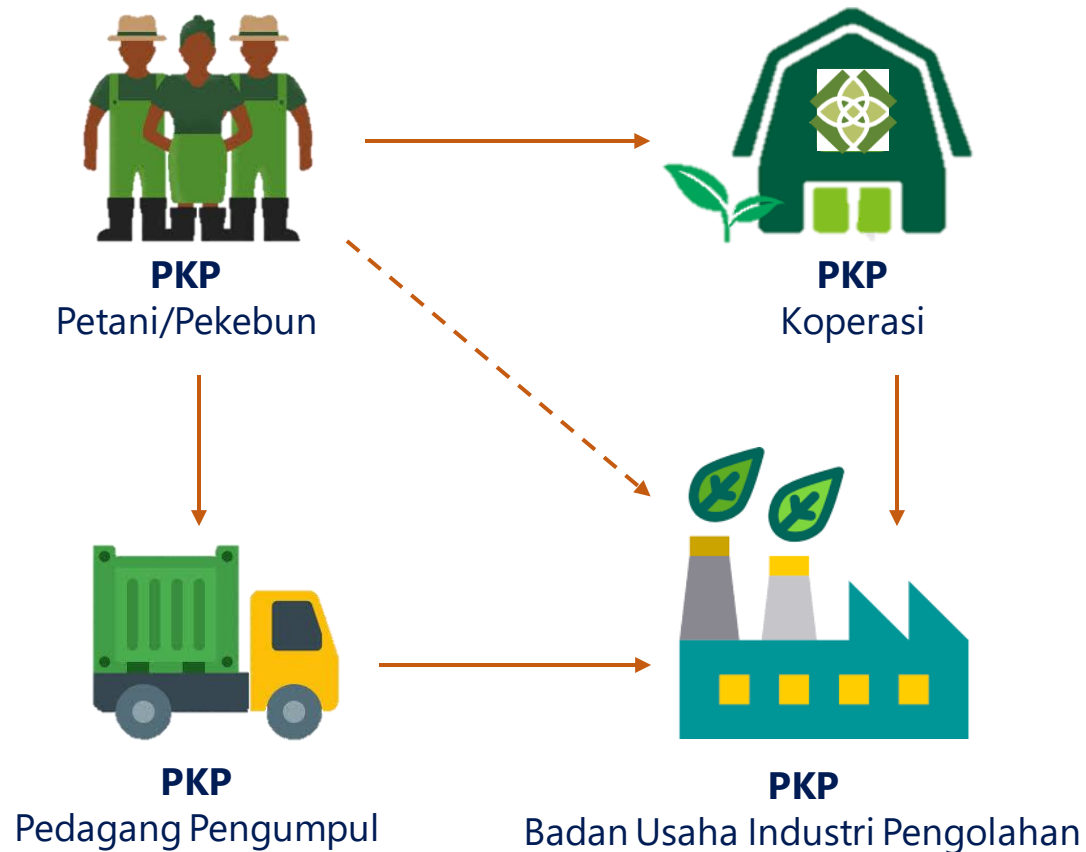 PKP
Petani/Pekebun
PKP
Koperasi
PKP
Pedagang Pengumpul
PKP
Badan Usaha Industri Pengolahan